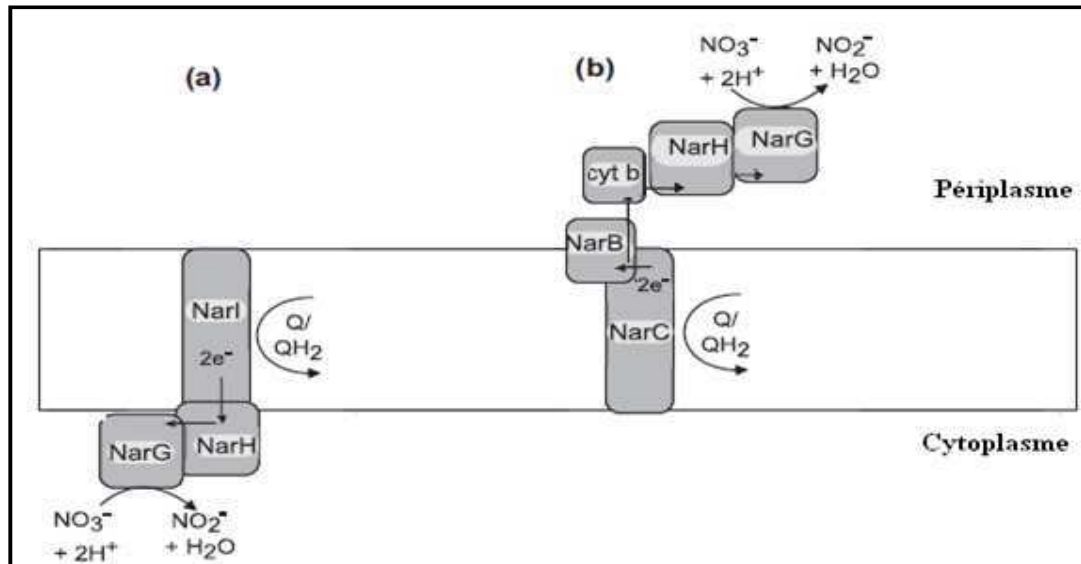 (a)
(b)
NO₃⁻
+ 2H⁺
NO₂⁻
+ H₂O
NarH
NarG
cyt b
Périplasme
NarB
NarI
2e⁻
Q/
QH₂
2e⁻
NarC
Q/
QH₂
NarG
NarH
Cytoplasme
NO₃⁻
+ 2H⁺
NO₂⁻
+ H₂O